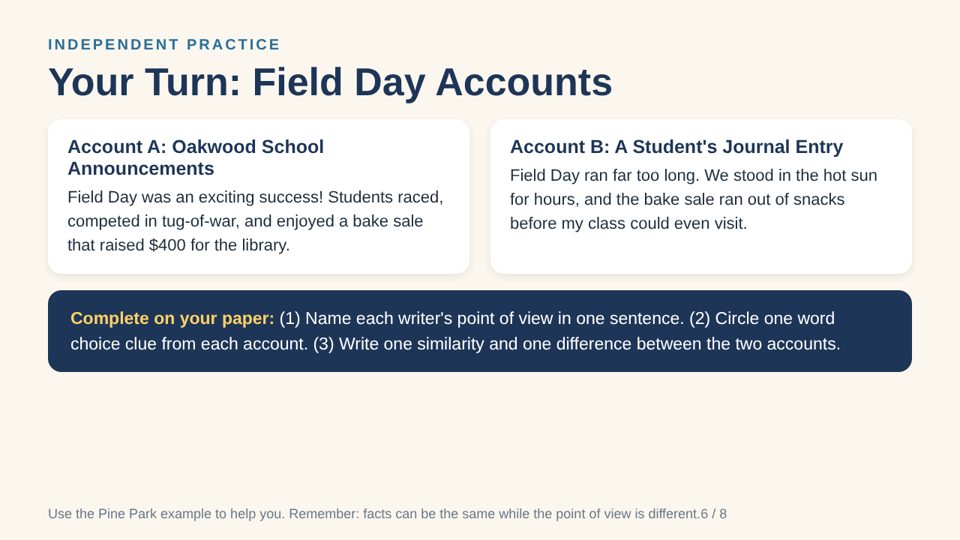 INDEPENDENT PRACTICE
Your Turn: Field Day Accounts
Account A: Oakwood School
Announcements
Field Day was an exciting success! Students raced,
competed in tug-of-war, and enjoyed a bake sale
that raised $400 for the library.
Account B: A Student's Journal Entry
Field Day ran far too long. We stood in the hot sun
for hours, and the bake sale ran out of snacks
before my class could even visit.
Complete on your paper: (1) Name each writer's point of view in one sentence. (2) Circle one word
choice clue from each account. (3) Write one similarity and one difference between the two accounts.
Use the Pine Park example to help you. Remember: facts can be the same while the point of view is different.6 / 8